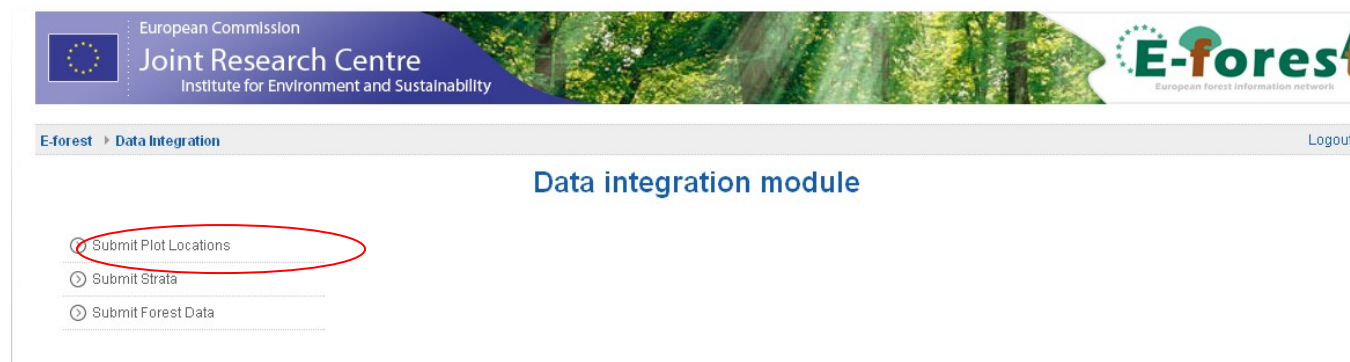 European Commission
Joint Research Centre
Institute for Environment and Sustainability
E-forest
European forest information network
E-forest Data Integration
Logout
Data integration module
Submit Plot Locations
Submit Strata
Submit Forest Data